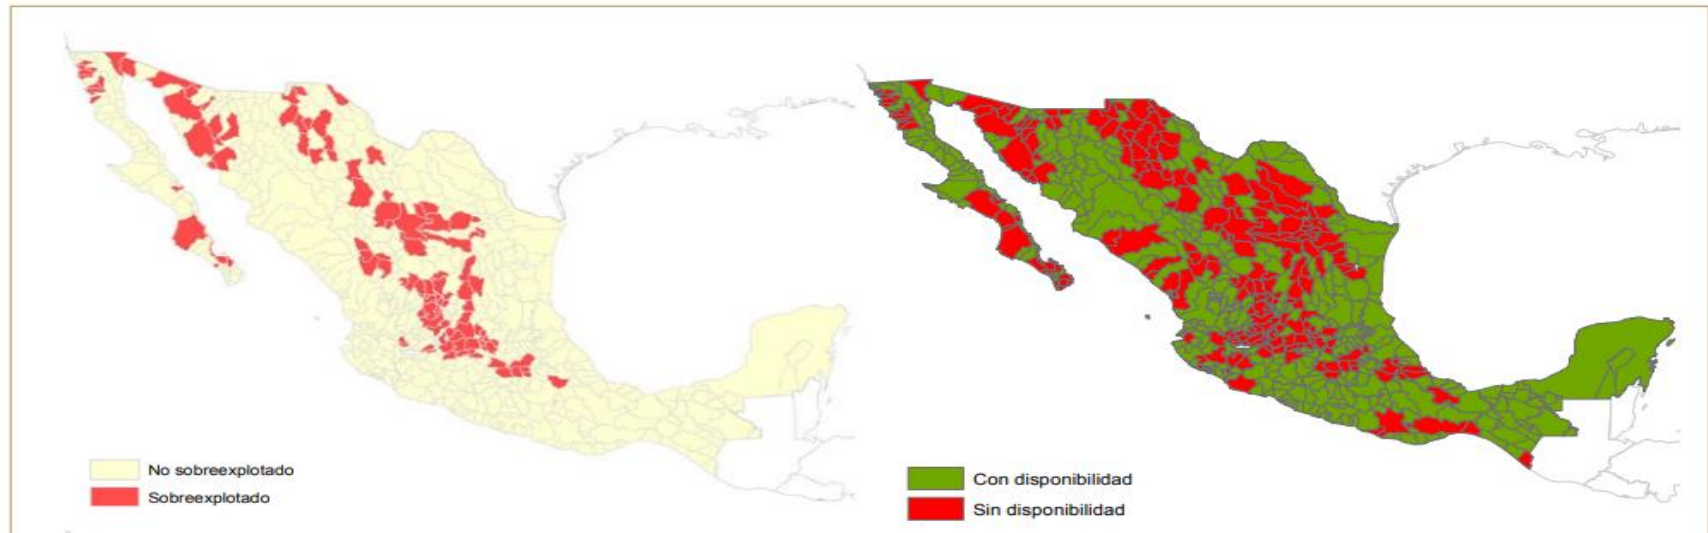 No sobreexplotado
Sobreexplotado
Con disponibilidad
Sin disponibilidad